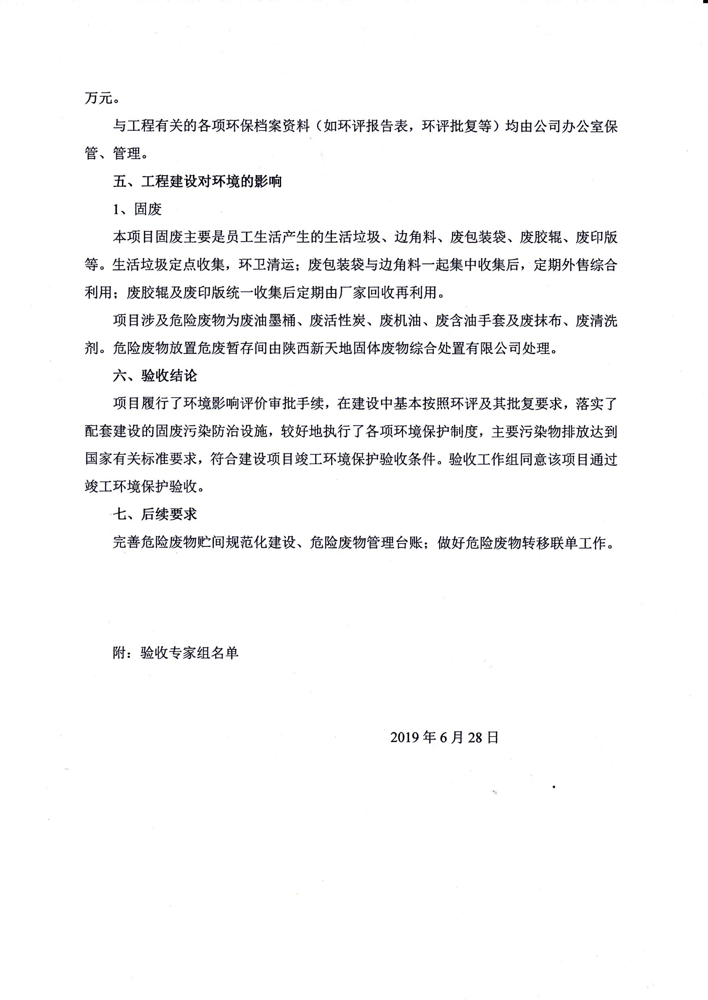 万元。
与工程有关的各项环保档案资料（如环评报告表，环评批复等）均由公司办公室保
管、管理。
五、工程建设对环境的影响
1、固废
本项目固废主要是员工生活产生的生活垃圾、边角料、废包装袋、废胶辊、废印版
等。生活垃圾定点收集，环卫清运；废包装袋与边角料一起集中收集后，定期外售综合
利用；废胶辊及废印版统一收集后定期由厂家回收再利用。
项目涉及危险废物为废油墨桶、废活性炭、废机油、废含油手套及废抹布、废清洗
剂。危险废物放置危废暂存间由陕西新天地固体废物综合处置有限公司处理。
六、验收结论
项目履行了环境影响评价审批手续，在建设中基本按照环评及其批复要求，落实了
配套建设的固废污染防治设施，较好地执行了各项环境保护制度，主要污染物排放达到
国家有关标准要求，符合建设项目竣工环境保护验收条件。验收工作组同意该项目通过
竣工环境保护验收。
七、后续要求
完善危险废物贮间规范化建设、危险废物管理台账；做好危险废物转移联单工作。
附：验收专家组名单
2019 年 6 月 28 日